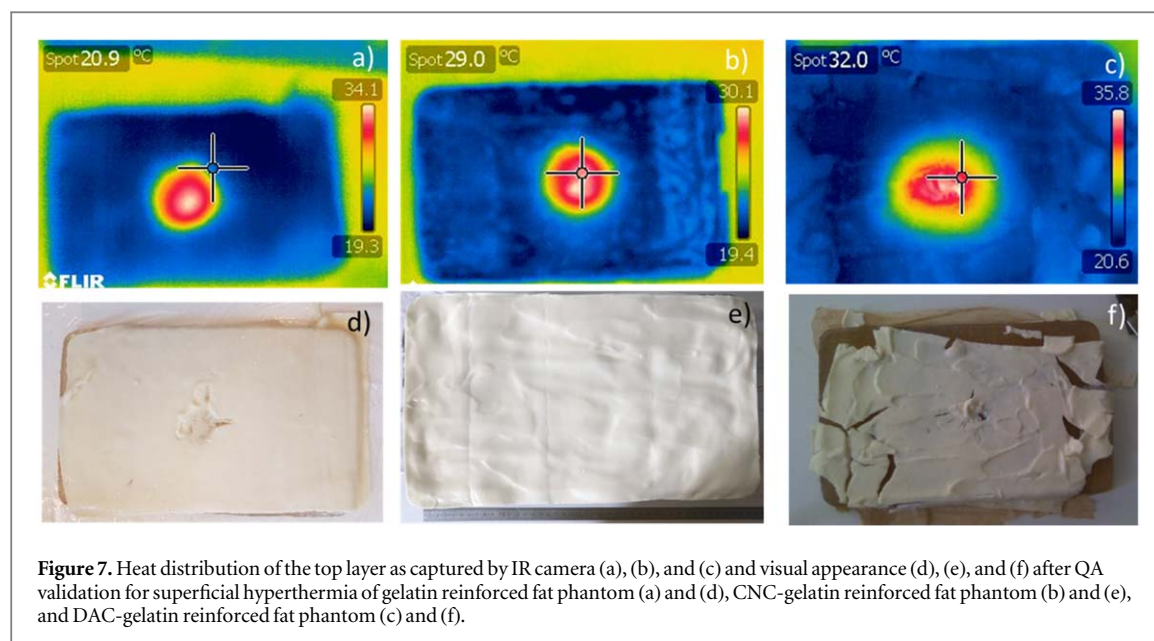 Spot 20.9 °C a)
34.1
19.3
FLIR
Spot 29.0 °C b)
30.1
19.4
Spot 32.0 °C c)
35.8
20.6
d)
e)
f)
Figure 7. Heat distribution of the top layer as captured by IR camera (a), (b), and (c) and visual appearance (d), (e), and (f) after QA
validation for superficial hyperthermia of gelatin reinforced fat phantom (a) and (d), CNC-gelatin reinforced fat phantom (b) and (e),
and DAC-gelatin reinforced fat phantom (c) and (f).